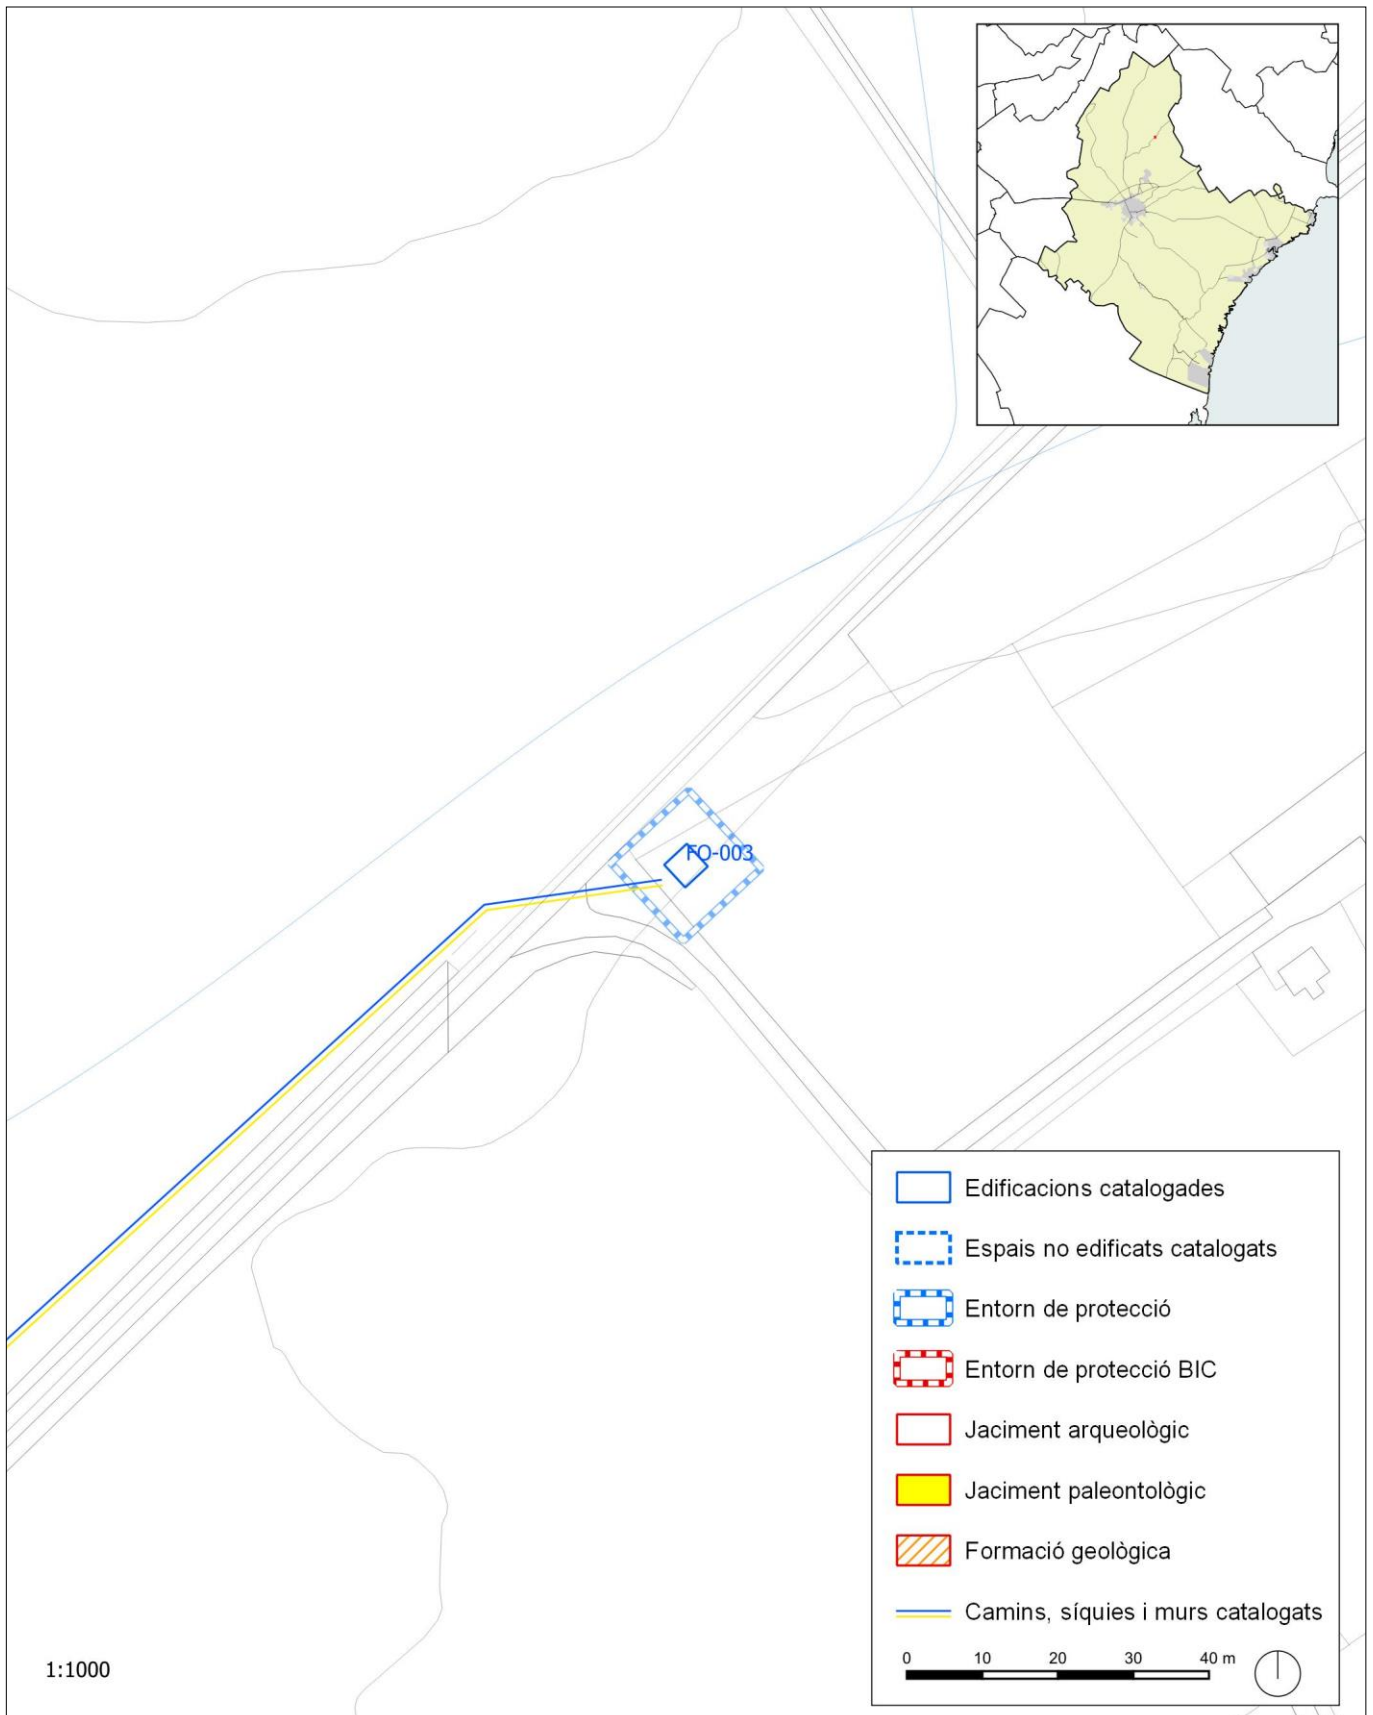 FO-003
Edificacions catalogades
Espais no edificats catalogats
Entorn de protecció
Entorn de protecció BIC
Jaciment arqueològic
Jaciment paleontològic
Formació geològica
Camins, síquies i murs catalogats
0 10 20 30 40 m
1:1000